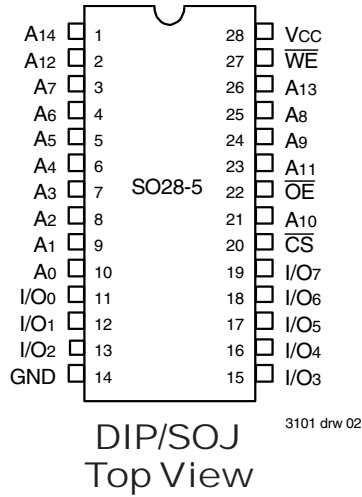 A14 1 28 VCC
A12 2 27 WE
A7 3 26 A13
A6 4 25 A8
A5 5 24 A9
A4 6 23 A11
A3 7 SO28-5 22 OE
A2 8 21 A10
A1 9 20 CS
A0 10 19 I/O7
I/O0 11 18 I/O6
I/O1 12 17 I/O5
I/O2 13 16 I/O4
GND 14 15 I/O3
3101 drw 02
DIP/SOJ
Top View